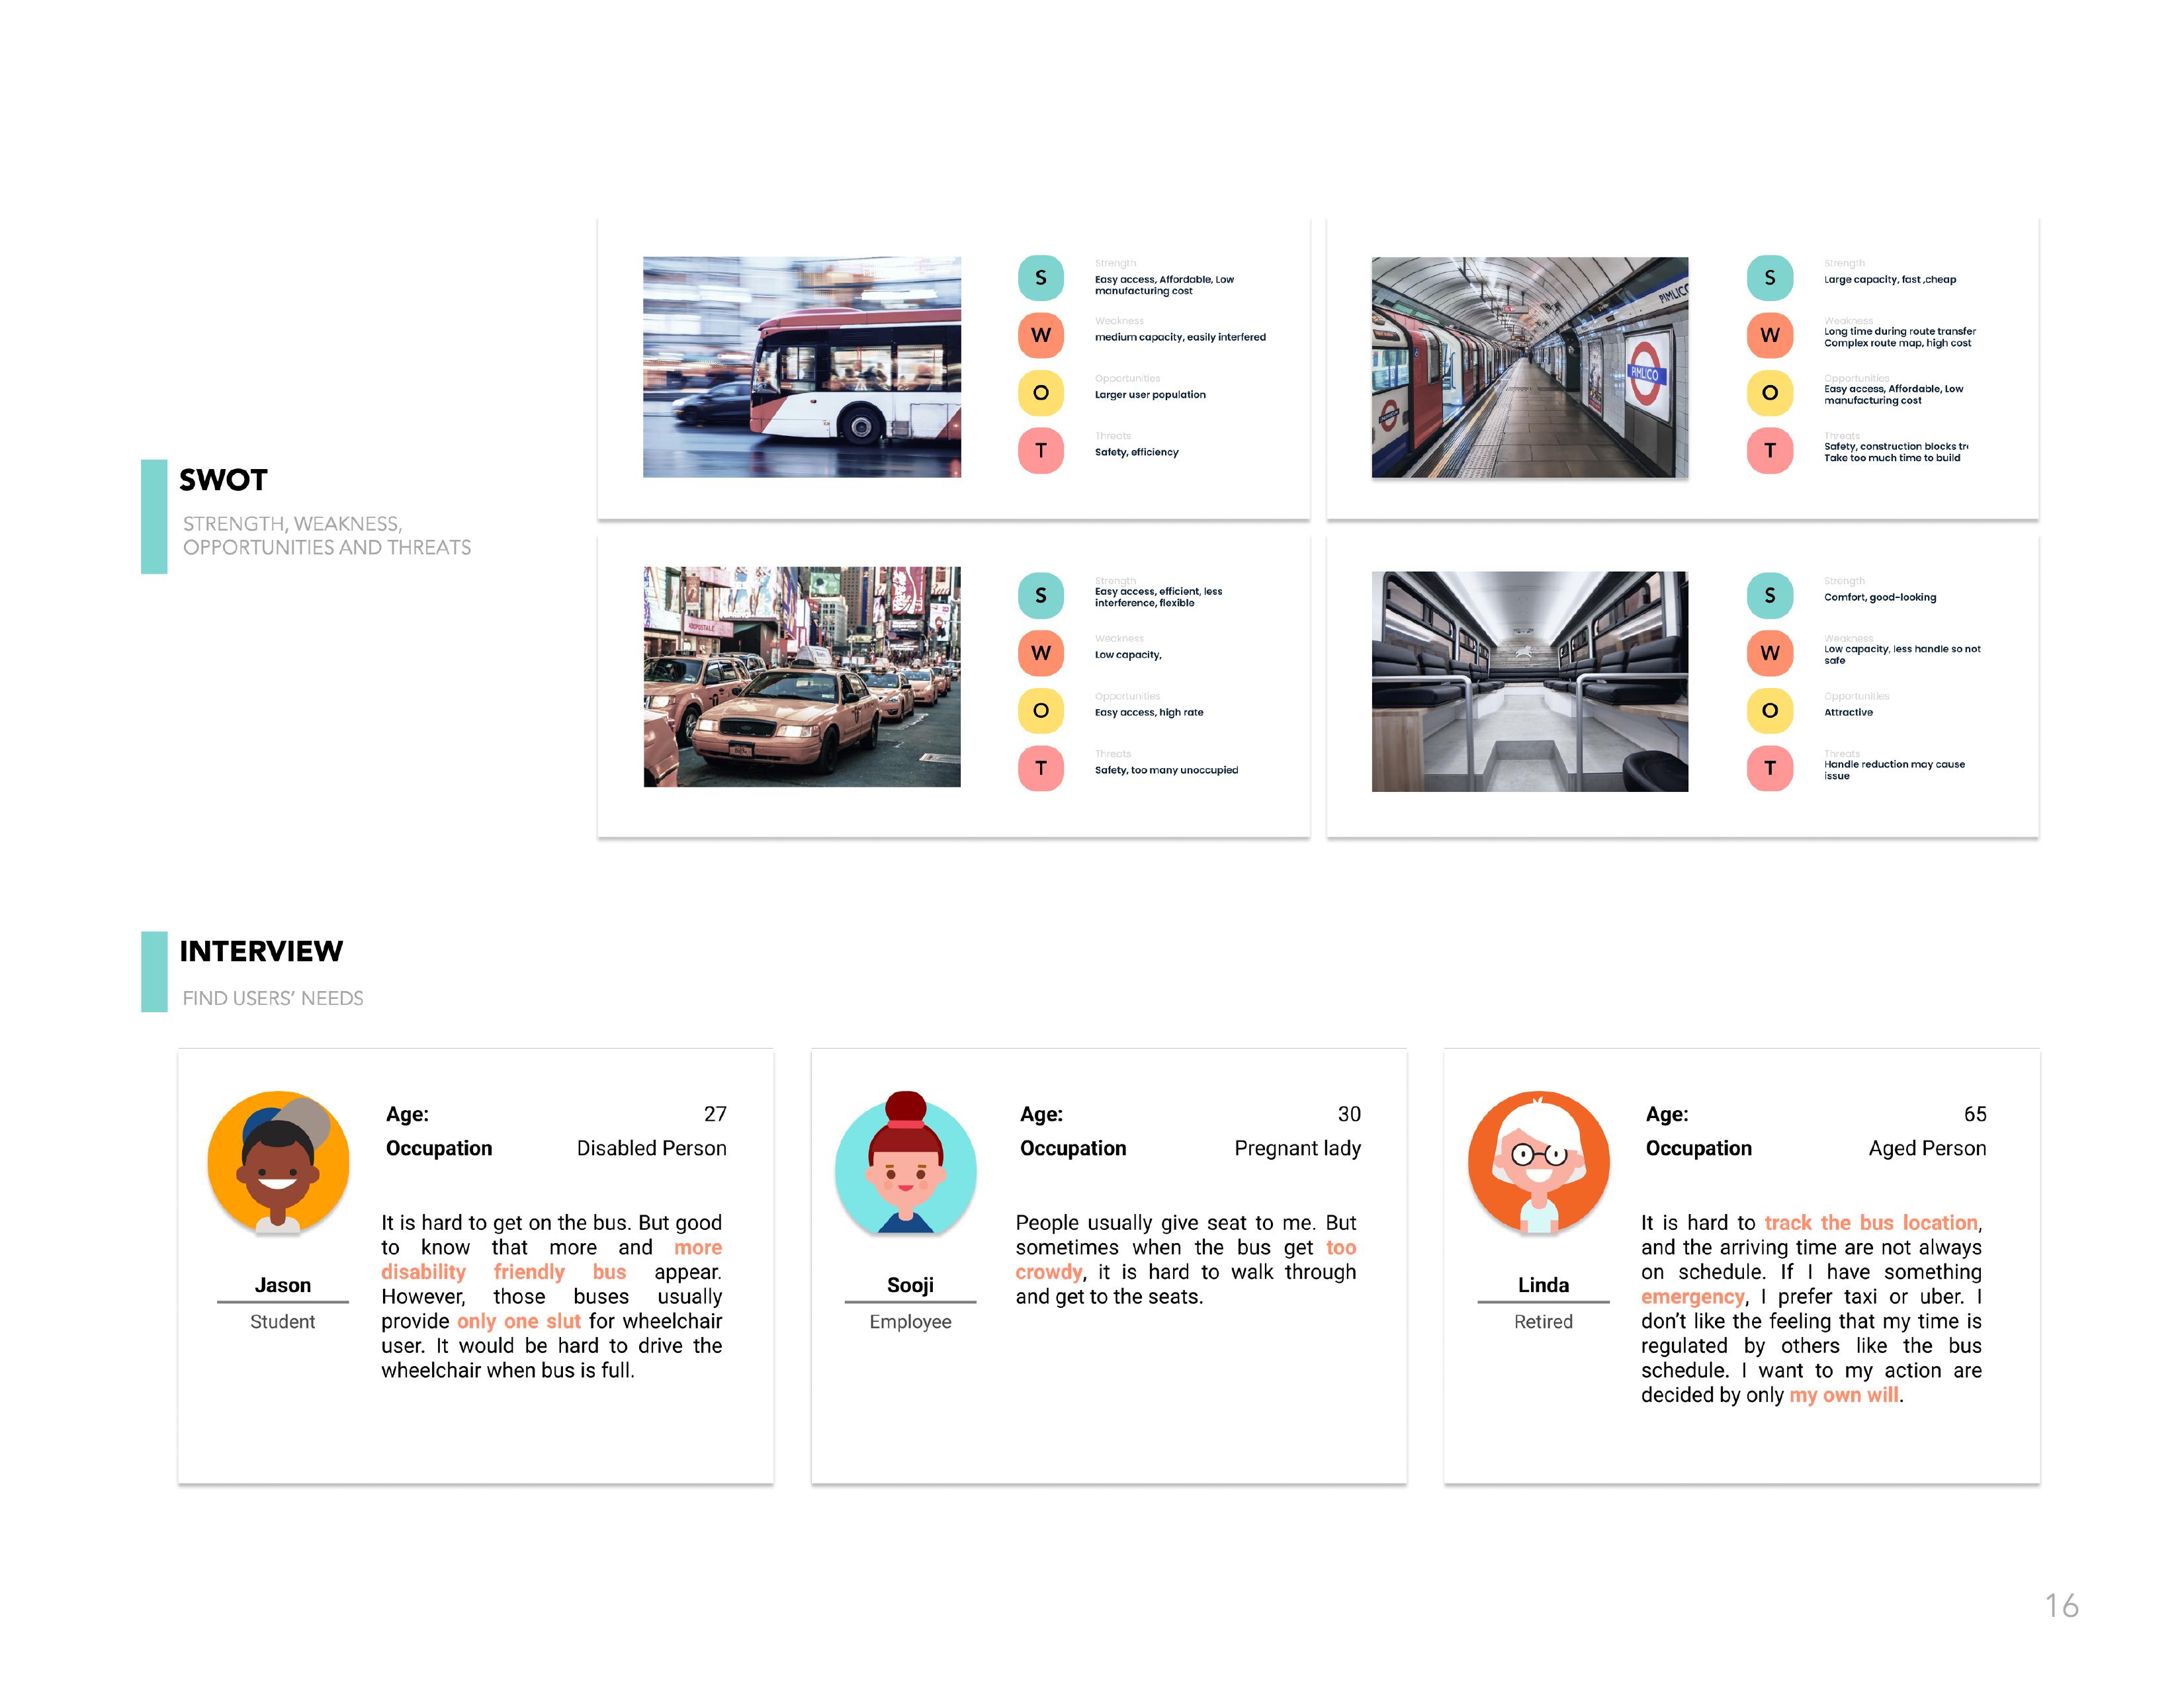 SWOT
STRENGTH, WEAKNESS,
OPPORTUNITIES AND THREATS
S
Strength
Easy access, Affordable, Low
manufacturing cost
W
Weakness
medium capacity, easily interfered
O
Opportunities
Larger user population
T
Threats
Safety, efficiency
PIMLICO
PIMLICO
S
Strength
Large capacity, fast ,cheap
W
Weakness
Long time during route transfer
Complex route map, high cost
O
Opportunities
Easy access, Affordable, Low
manufacturing cost
T
Threats
Safety, construction blocks tr
Take too much time to build
S
Strength
Easy access, efficient, less
interference, flexible
W
Weakness
Low capacity,
O
Opportunities
Easy access, high rate
T
Threats
Safety, too many unoccupied
S
Strength
Comfort, good-looking
W
Weakness
Low capacity, less handle so not
safe
O
Opportunities
Attractive
T
Threats
Handle reduction may cause
issue
INTERVIEW
FIND USERS’ NEEDS
Jason
Student
Age: 27
Occupation Disabled Person
It is hard to get on the bus. But good
to know that more and more
disability friendly bus appear.
However, those buses usually
provide only one slut for wheelchair
user. It would be hard to drive the
wheelchair when bus is full.
Sooji
Employee
Age: 30
Occupation Pregnant lady
People usually give seat to me. But
sometimes when the bus get too
crowdy, it is hard to walk through
and get to the seats.
Linda
Retired
Age: 65
Occupation Aged Person
It is hard to track the bus location,
and the arriving time are not always
on schedule. If I have something
emergency, I prefer taxi or uber. I
don’t like the feeling that my time is
regulated by others like the bus
schedule. I want to my action are
decided by only my own will.
16